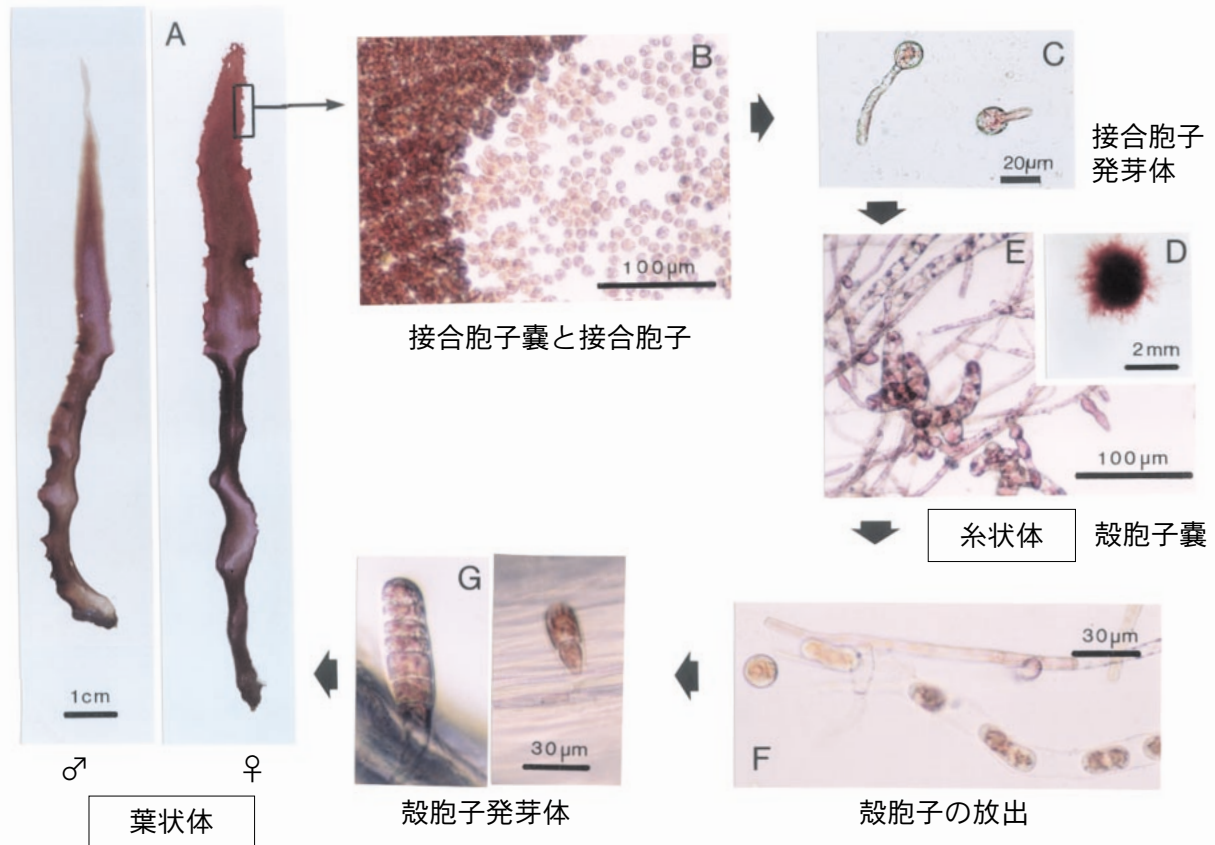 A
B
100μm
接合胞子嚢と接合胞子
C
20μm
接合胞子
発芽体
E
D
2mm
100μm
糸状体
殻胞子嚢
30μm
F
殻胞子の放出
G
30μm
殻胞子発芽体
1cm
♂
♀
葉状体